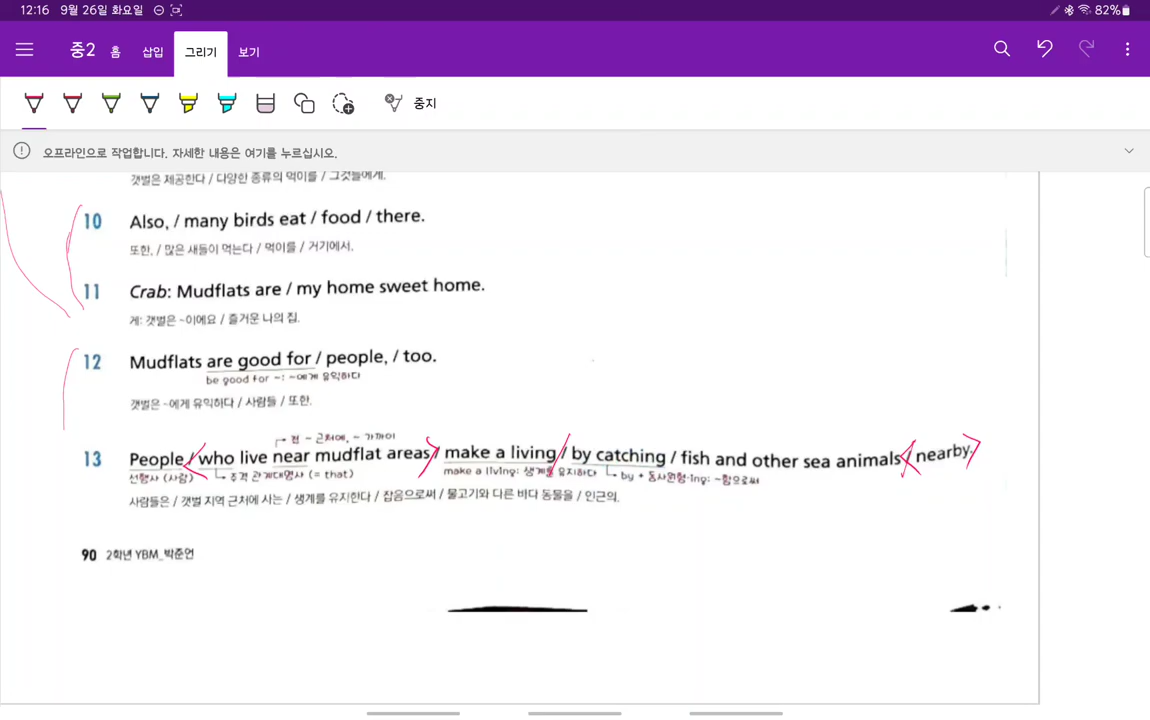 12:16 9월 26일 화요일 82%
중2 홈 삽입 그리기 보기
중지
오프라인으로 작업합니다. 자세한 내용은 여기를 누르십시오.
갯벌은 제공한다 / 다양한 종류의 먹이를 / 그것들에게.
10 Also, / many birds eat / food / there.
또한, / 많은 새들이 먹는다 / 먹이를 / 거기에서.
11 Crab: Mudflats are / my home sweet home.
게: 갯벌은 ~이에요 / 즐거운 나의 집.
12 Mudflats are good for / people, / too.
be good for ~: ~에게 유익하다
갯벌은 ~에게 유익하다 / 사람들 / 또한.
전 ~ 근처에, ~ 가까이
13 People / who live near mudflat areas / make a living / by catching / fish and other sea animals / nearby.
선행사 (사람) 주격 관계대명사 (= that) make a living: 생계를 유지하다 by + 동사원형-ing: ~함으로써
사람들은 / 갯벌 지역 근처에 사는 / 생계를 유지한다 / 잡음으로써 / 물고기와 다른 바다 동물을 / 인근의.
90 2학년 YBM_박준언